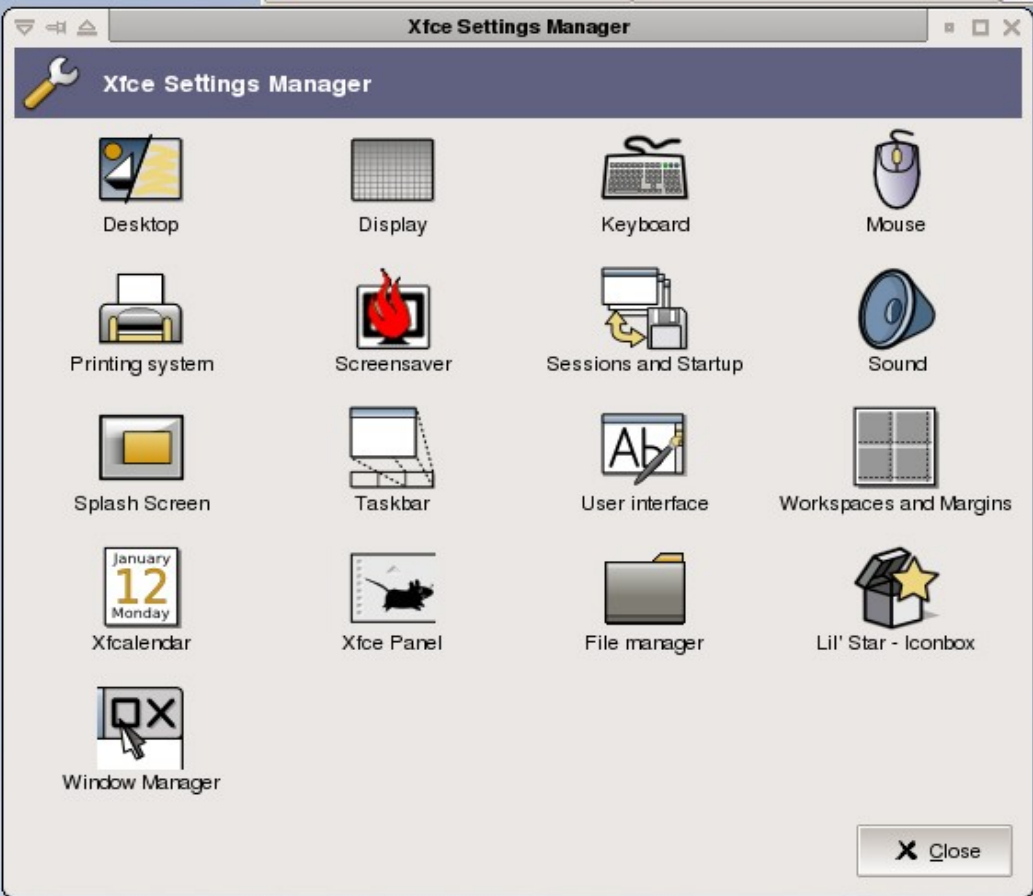 Xfce Settings Manager
Xfce Settings Manager
Desktop
Display
Keyboard
Mouse
Printing system
Screensaver
Sessions and Startup
Sound
Splash Screen
Taskbar
Ab
User interface
Workspaces and Margins
January
12
Monday
Xfcalendar
Xfce Panel
File manager
Lil' Star - Iconbox
Window Manager
Close